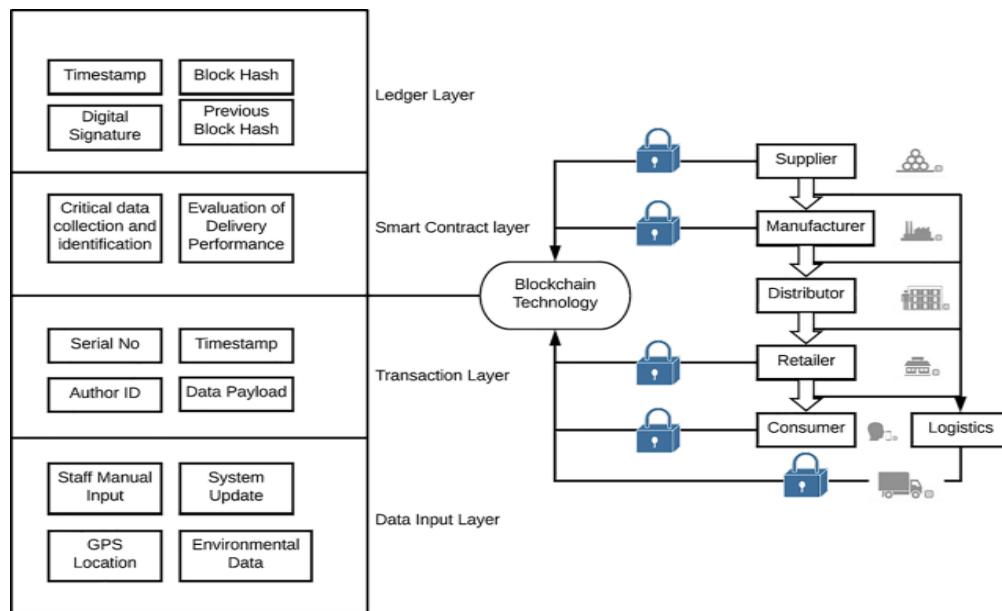 Timestamp
Block Hash
Digital
Signature
Previous
Block Hash
Ledger Layer
Critical data
collection and
identification
Evaluation of
Delivery
Performance
Smart Contract layer
Serial No
Timestamp
Author ID
Data Payload
Transaction Layer
Staff Manual
Input
System
Update
GPS
Location
Environmental
Data
Data Input Layer
Blockchain
Technology
Supplier
Manufacturer
Distributor
Retailer
Consumer
Logistics